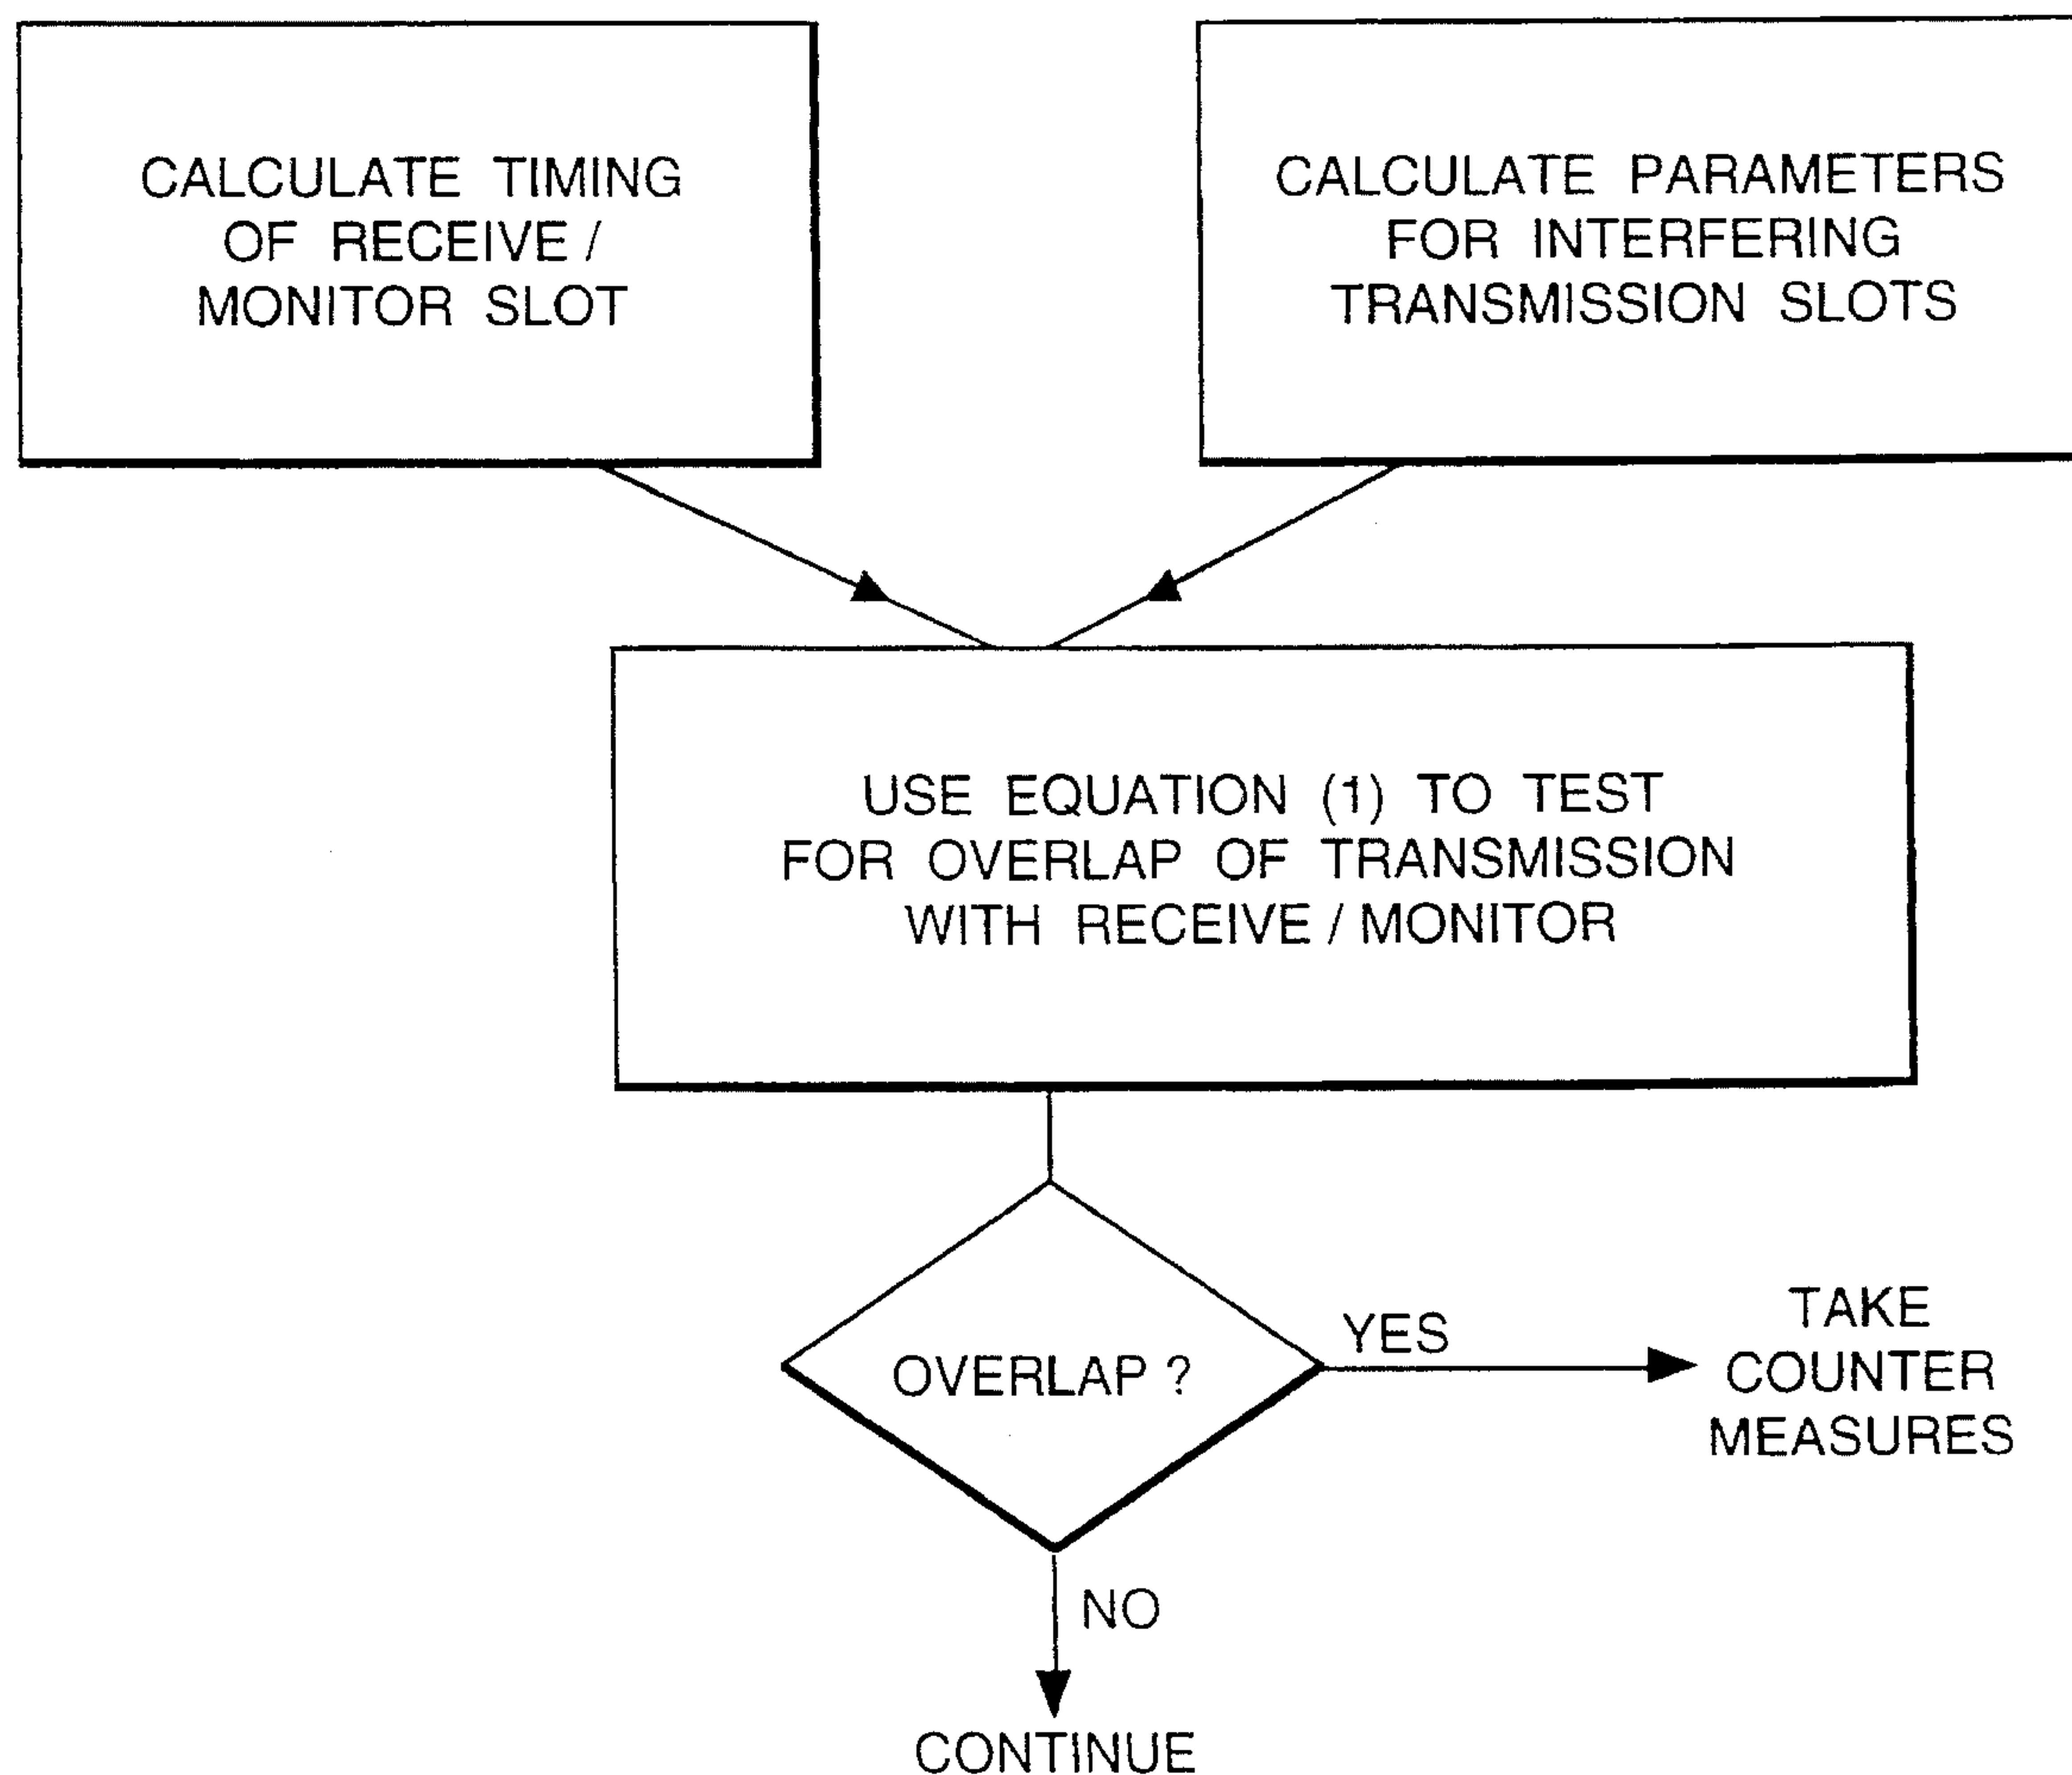 CALCULATE TIMING
OF RECEIVE /
MONITOR SLOT
CALCULATE PARAMETERS
FOR INTERFERING
TRANSMISSION SLOTS
USE EQUATION (1) TO TEST
FOR OVERLAP OF TRANSMISSION
WITH RECEIVE / MONITOR
OVERLAP ?
YES
TAKE
COUNTER
MEASURES
NO
CONTINUE